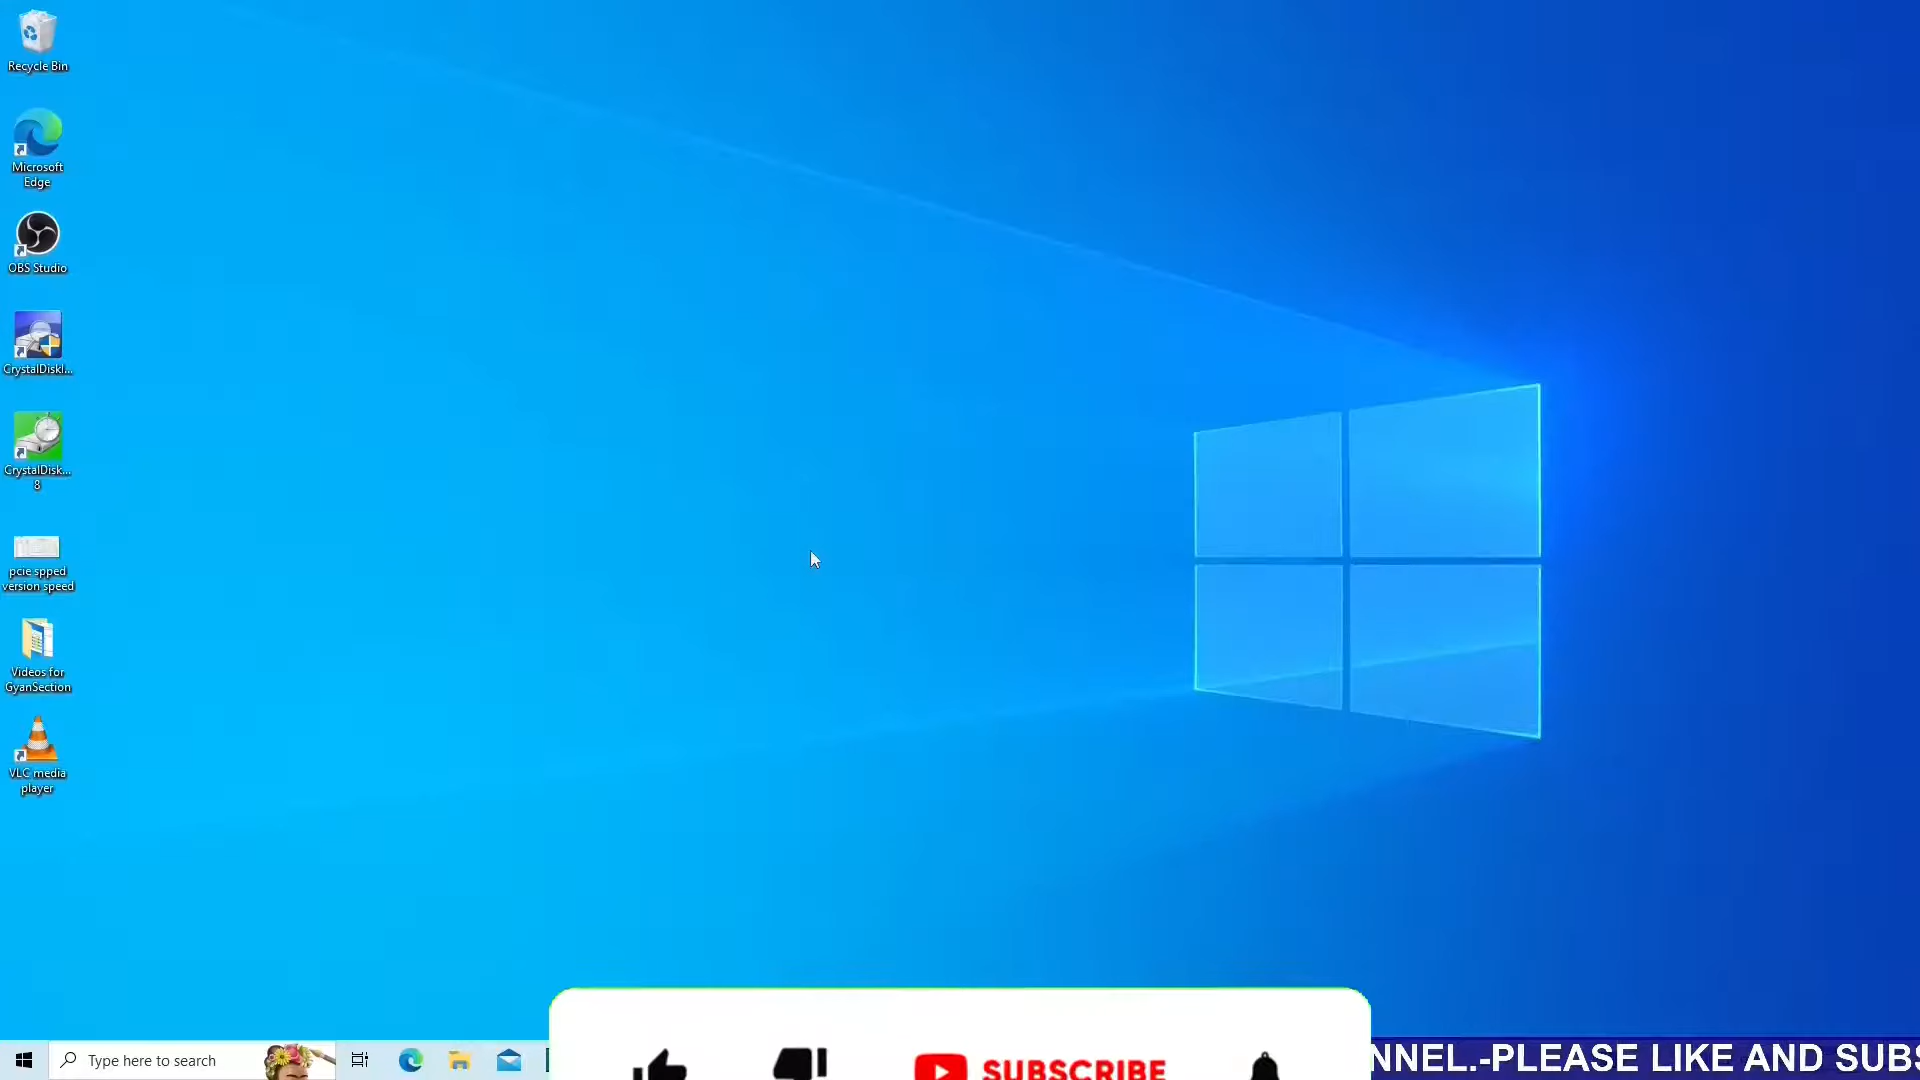 Recycle Bin
Microsoft
Edge
OBS Studio
CrystalDiskI...
CrystalDisk...
8
pcie spped
version speed
Videos for
GyanSection
VLC media
player
Type here to search
SUBSCRIBE
NNEL.-PLEASE LIKE AND SUBS